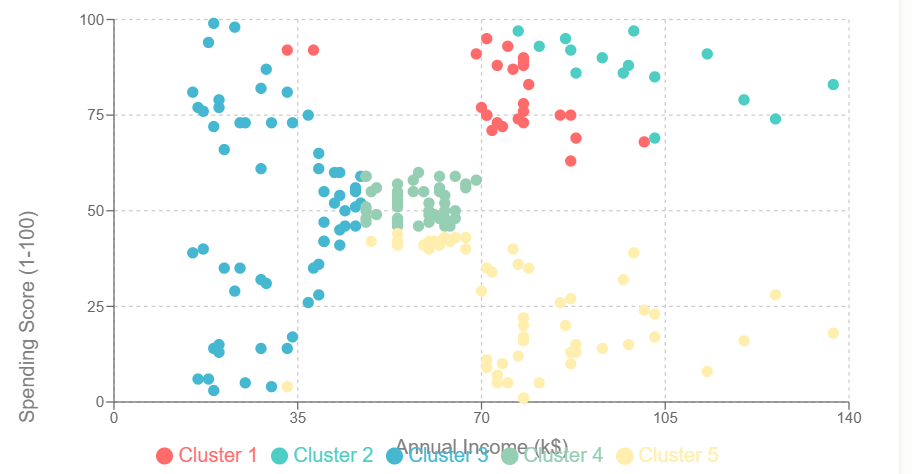 100
75
50
25
0
Spending Score (1-100)
0 35 70 105 140
Annual Income (k$)
Cluster 1 Cluster 2 Cluster 3 Cluster 4 Cluster 5